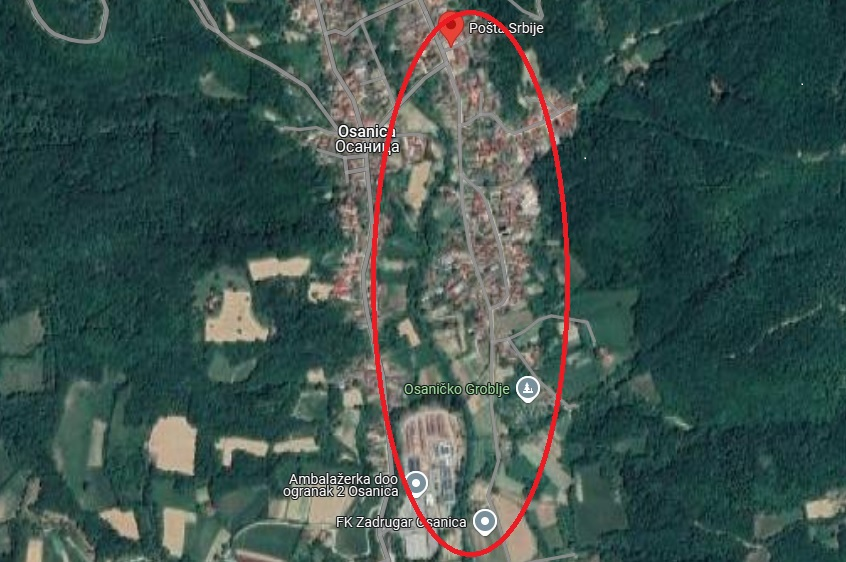 Pošta Srbije
Osanica
Осаница
Osaničko Groblje
Ambalažerka doo
ogranak 2 Osanica
FK Zadrugar Osanica